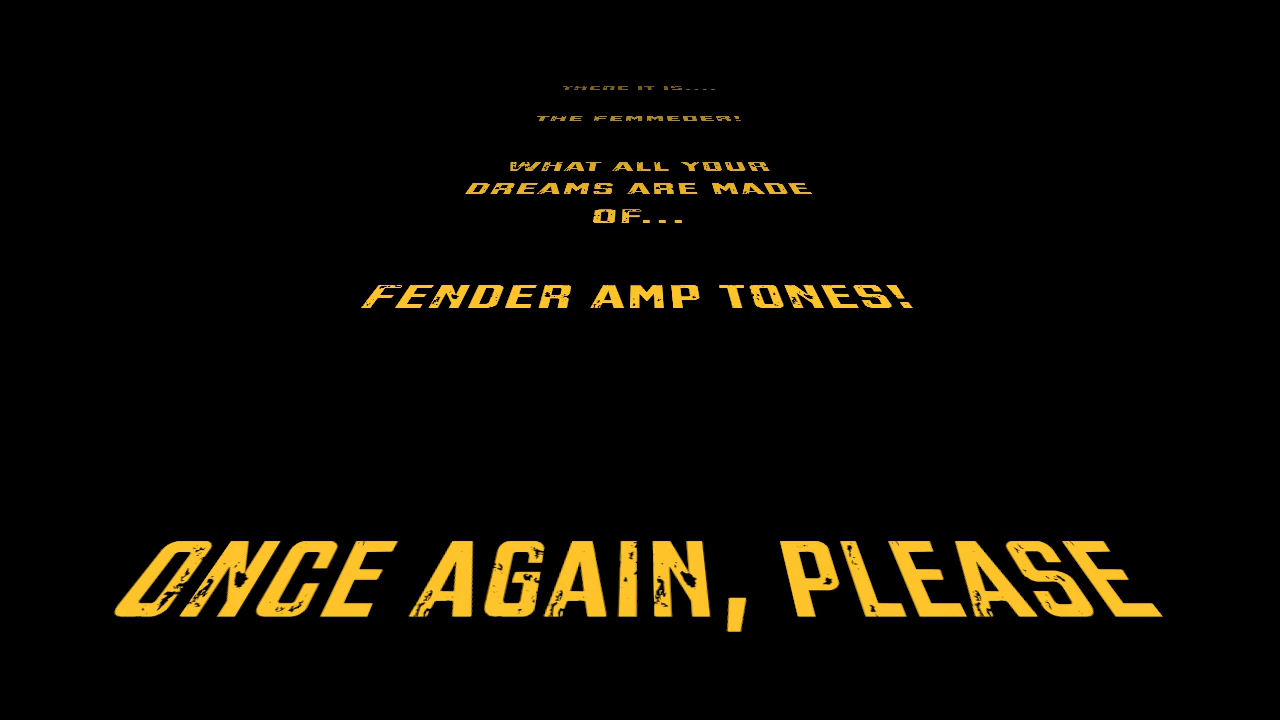 THERE IT IS....
THE FEMMEDER!
WHAT ALL YOUR
DREAMS ARE MADE
OF...
FENDER AMP TONES!
ONCE AGAIN, PLEASE